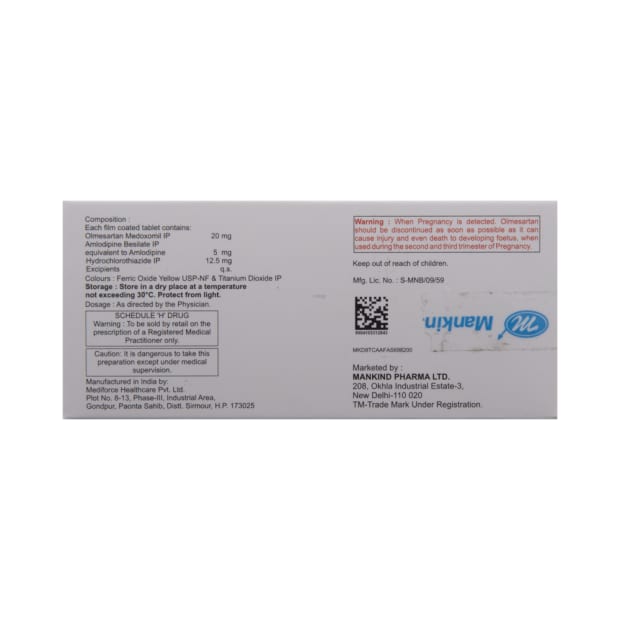 Composition :
Each film coated tablet contains:
Olmesartan Medoxomil IP 20 mg
Amlodipine Besilate IP
equivalent to Amlodipine 5 mg
Hydrochlorothiazide IP 12.5 mg
Excipients q.s.
Colours : Ferric Oxide Yellow USP-NF & Titanium Dioxide IP
Storage : Store in a dry place at a temperature
not exceeding 30°C. Protect from light.
Dosage : As directed by the Physician.
SCHEDULE 'H' DRUG
Warning : To be sold by retail on the
prescription of a Registered Medical
Practitioner only.
Caution: it is dangerous to take this
preparation except under medical
supervision.
Manufactured in India by:
Mediforce Healthcare Pvt. Ltd.
Plot No. 8-13, Phase-III, Industrial Area,
Gondpur, Paonta Sahib, Distt. Sirmour, H.P. 173025
Warning : When Pregnancy is detected. Olmesartan
should be discontinued as soon as possible as it can
cause injury and even death to developing foetus, when
used during the second and third trimester of Pregnancy.
Keep out of reach of children.
Mfg. Lic. No. : S-MNB/09/59
Mankin.
Marketed by :
MANKIND PHARMA LTD.
208, Okhla Industrial Estate-3,
New Delhi-110 020
TM-Trade Mark Under Registration.